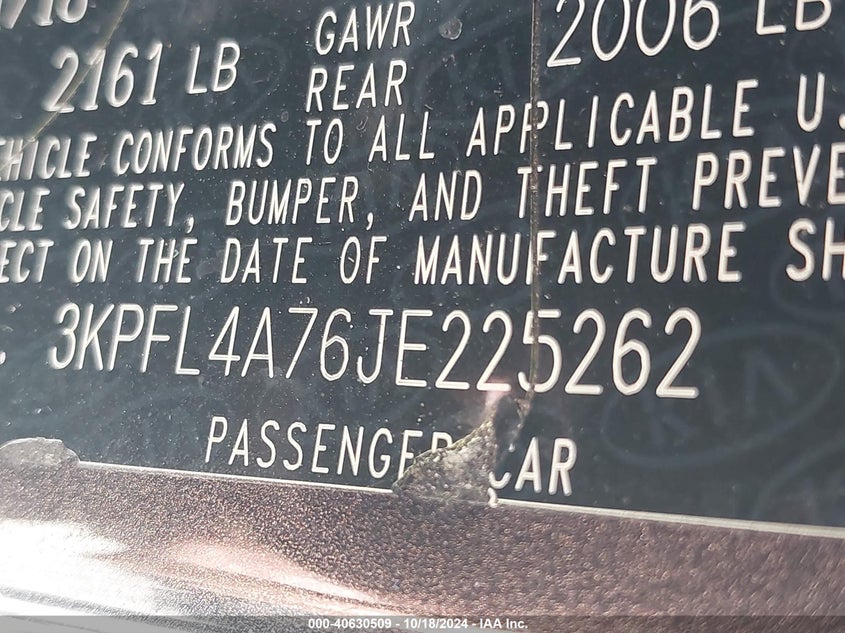 2161 LB GAWR REAR 2006 LB
VEHICLE CONFORMS TO ALL APPLICABLE U.
CLE SAFETY, BUMPER, AND THEFT PREVE
ECT ON THE DATE OF MANUFACTURE SH
3KPFL4A76JE225262
PASSENGER CAR
000-40630509 - 10/18/2024 - IAA Inc.